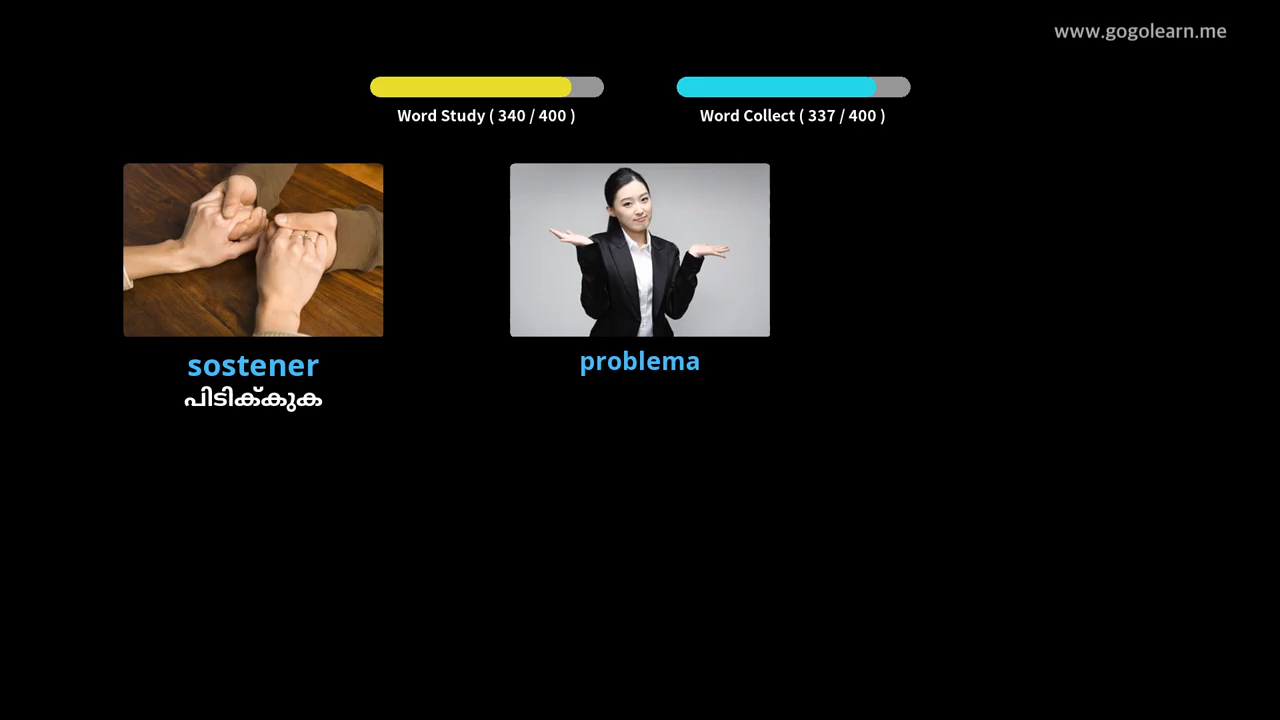 www.gogolearn.me
Word Study ( 340 / 400 )
Word Collect ( 337 / 400 )
sostener
പിടിക്കുക
problema